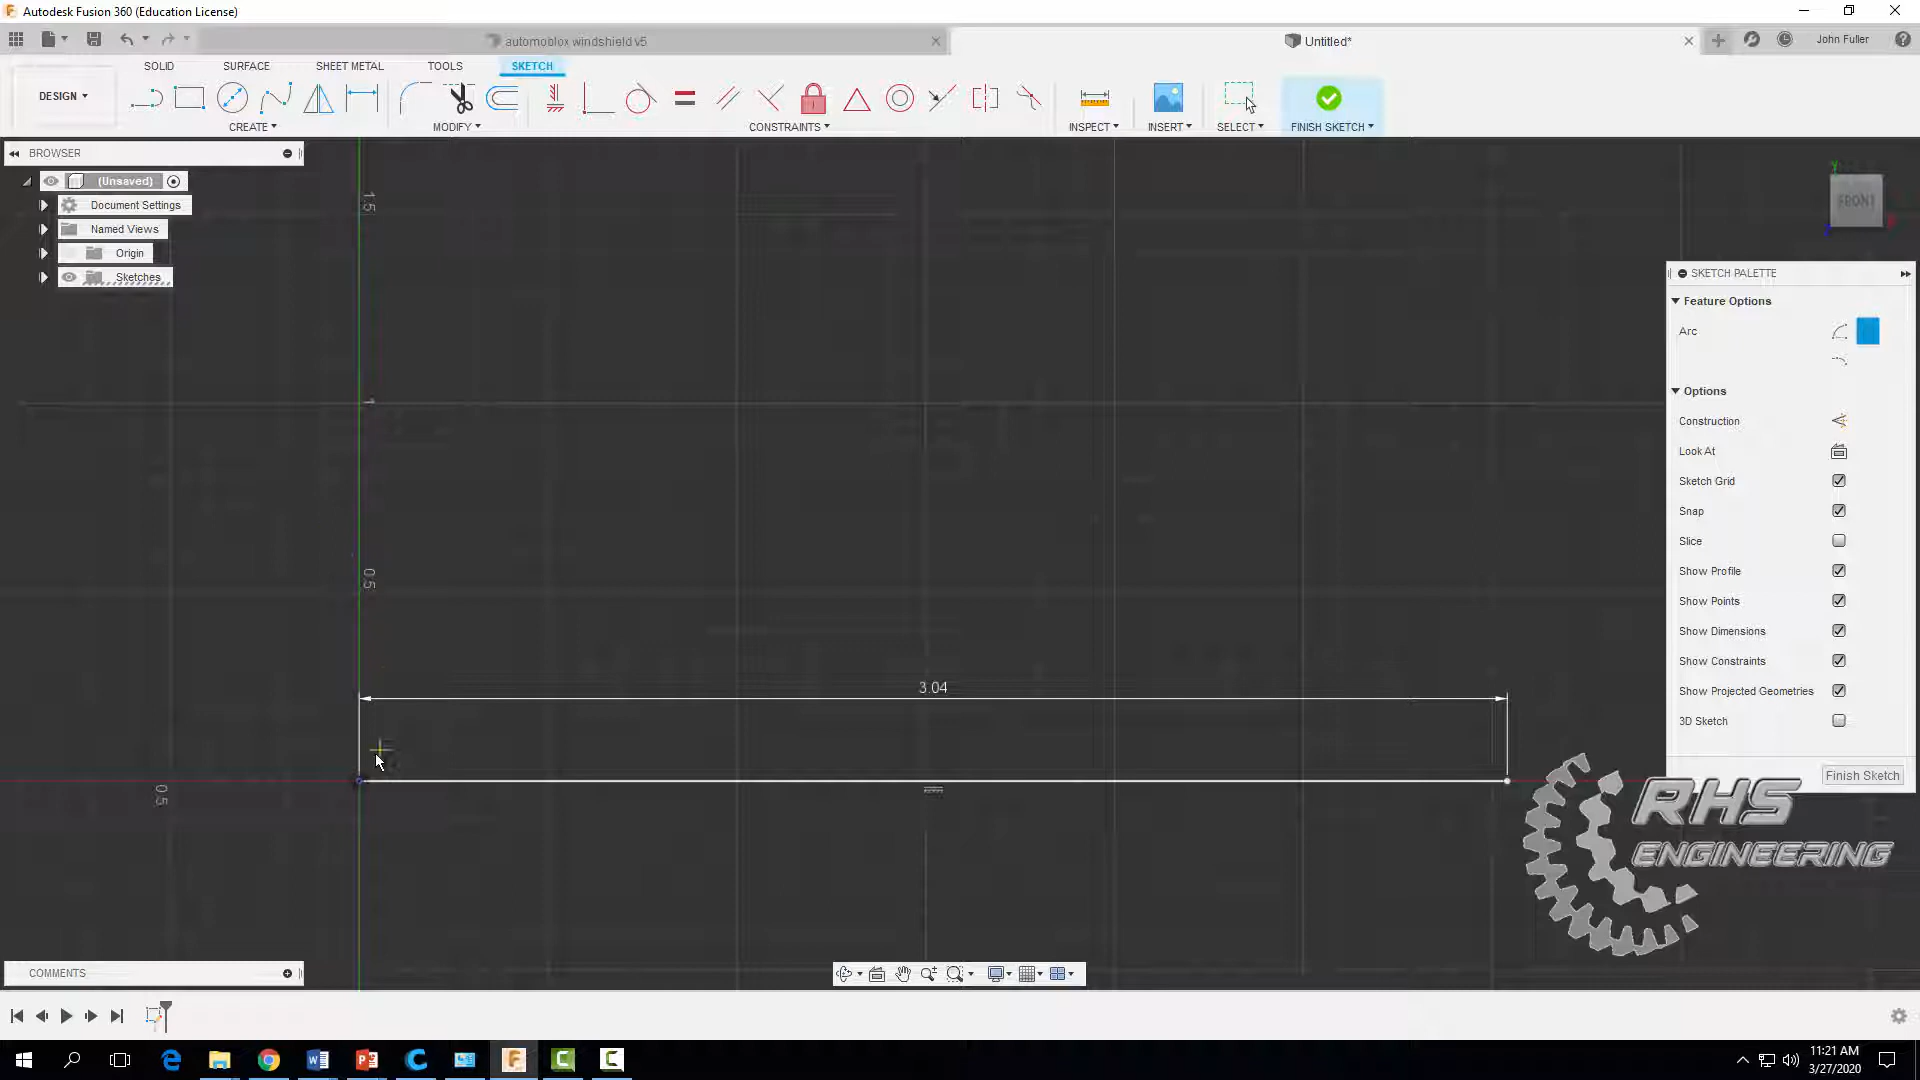 Autodesk Fusion 360 (Education License)
automoblox windshield v5
Untitled*
John Fuller
SOLID
SURFACE
SHEET METAL
TOOLS
SKETCH
DESIGN
CREATE
MODIFY
CONSTRAINTS
INSPECT
INSERT
SELECT
FINISH SKETCH
BROWSER
(Unsaved)
Document Settings
Named Views
Origin
Sketches
1.5
1
0.5
0.5
3.04
FRONT
SKETCH PALETTE
Feature Options
Arc
Options
Construction
Look At
Sketch Grid
Snap
Slice
Show Profile
Show Points
Show Dimensions
Show Constraints
Show Projected Geometries
3D Sketch
Finish Sketch
RHS
ENGINEERING
COMMENTS
11:21 AM
3/27/2020